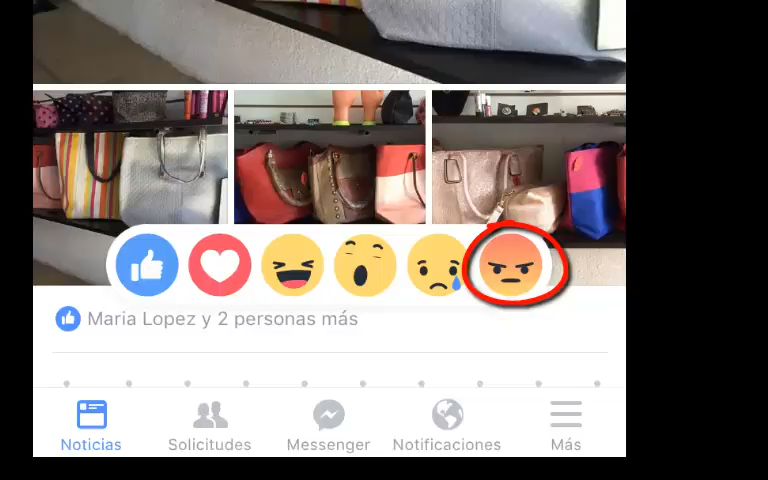 Maria Lopez y 2 personas más
Noticias
Solicitudes
Messenger
Notificaciones
Más